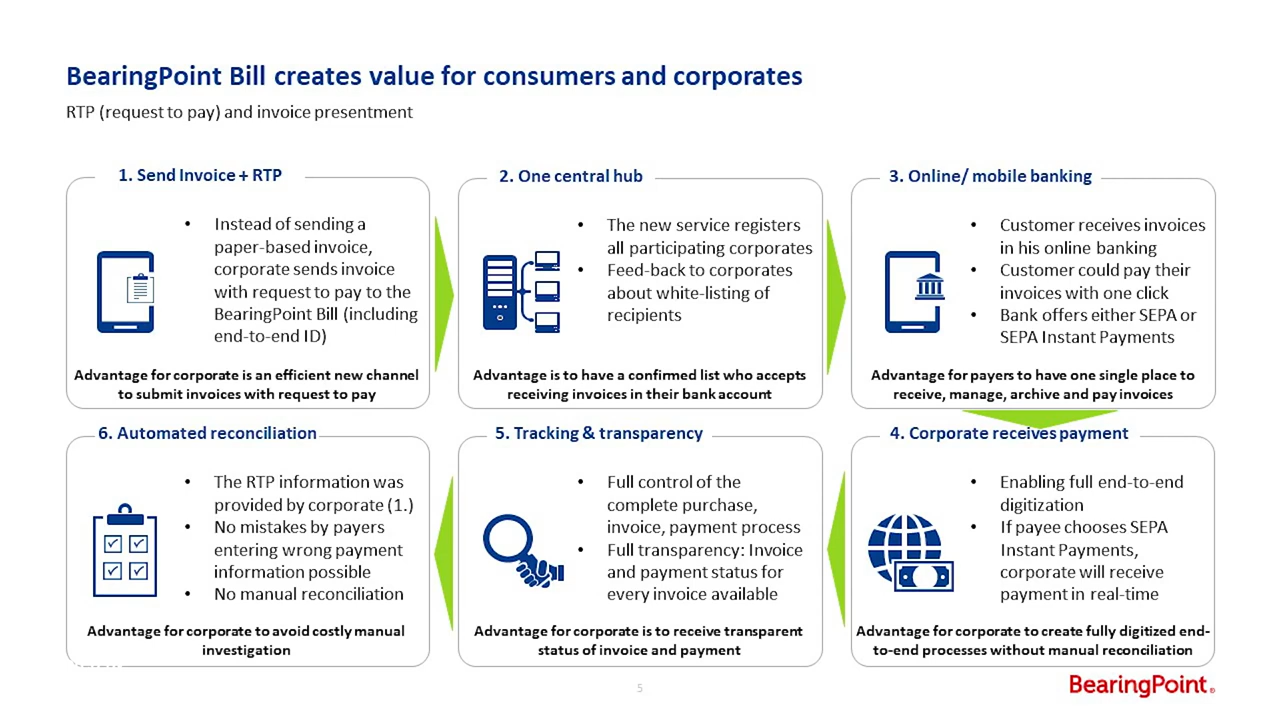 BearingPoint Bill creates value for consumers and corporates
RTP (request to pay) and invoice presentment
1. Send Invoice + RTP
• Instead of sending a
paper-based invoice,
corporate sends invoice
with request to pay to the
BearingPoint Bill (including
end-to-end ID)
Advantage for corporate is an efficient new channel
to submit invoices with request to pay
2. One central hub
• The new service registers
all participating corporates
• Feed-back to corporates
about white-listing of
recipients
Advantage is to have a confirmed list who accepts
receiving invoices in their bank account
3. Online/ mobile banking
• Customer receives invoices
in his online banking
• Customer could pay their
invoices with one click
• Bank offers either SEPA or
SEPA Instant Payments
Advantage for payers to have one single place to
receive, manage, archive and pay invoices
6. Automated reconciliation
• The RTP information was
provided by corporate (1.)
• No mistakes by payers
entering wrong payment
information possible
• No manual reconciliation
Advantage for corporate to avoid costly manual
investigation
5. Tracking & transparency
• Full control of the
complete purchase,
invoice, payment process
• Full transparency: Invoice
and payment status for
every invoice available
Advantage for corporate is to receive transparent
status of invoice and payment
4. Corporate receives payment
• Enabling full end-to-end
digitization
• If payee chooses SEPA
Instant Payments,
corporate will receive
payment in real-time
Advantage for corporate to create fully digitized end-
to-end processes without manual reconciliation
5
BearingPoint®